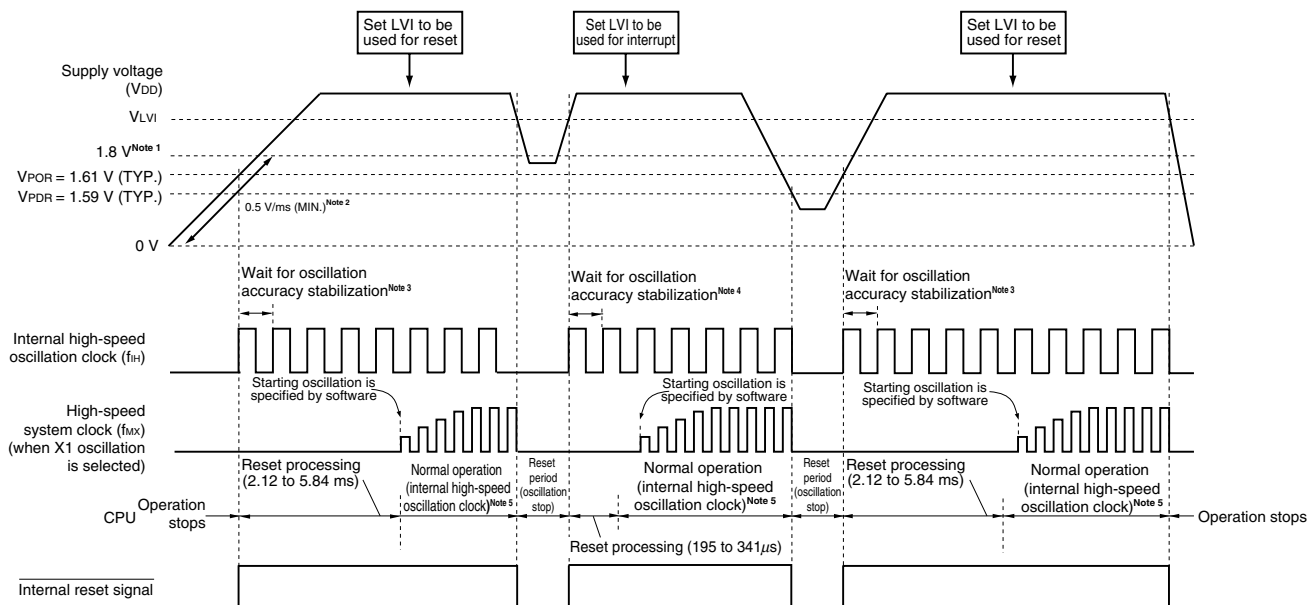 Set LVI to be
used for reset
Set LVI to be
used for interrupt
Set LVI to be
used for reset
Supply voltage
(VDD)
VLVI
1.8 V Note 1
VPOR = 1.61 V (TYP.)
VPDR = 1.59 V (TYP.)
0.5 V/ms (MIN.) Note 2
0 V
Wait for oscillation
accuracy stabilization Note 3
Wait for oscillation
accuracy stabilization Note 4
Wait for oscillation
accuracy stabilization Note 3
Internal high-speed
oscillation clock (fIH)
Starting oscillation is
specified by software
Starting oscillation is
specified by software
Starting oscillation is
specified by software
High-speed
system clock (fMX)
(when X1 oscillation
is selected)
Reset processing
(2.12 to 5.84 ms)
Normal operation
(internal high-speed
oscillation clock) Note 5
Reset
period
(oscillation
stop)
Normal operation
(internal high-speed
oscillation clock) Note 5
Reset
period
(oscillation
stop)
Reset processing
(2.12 to 5.84 ms)
Normal operation
(internal high-speed
oscillation clock) Note 5
CPU
Operation
stops
Operation stops
Reset processing (195 to 341μs)
Internal reset signal